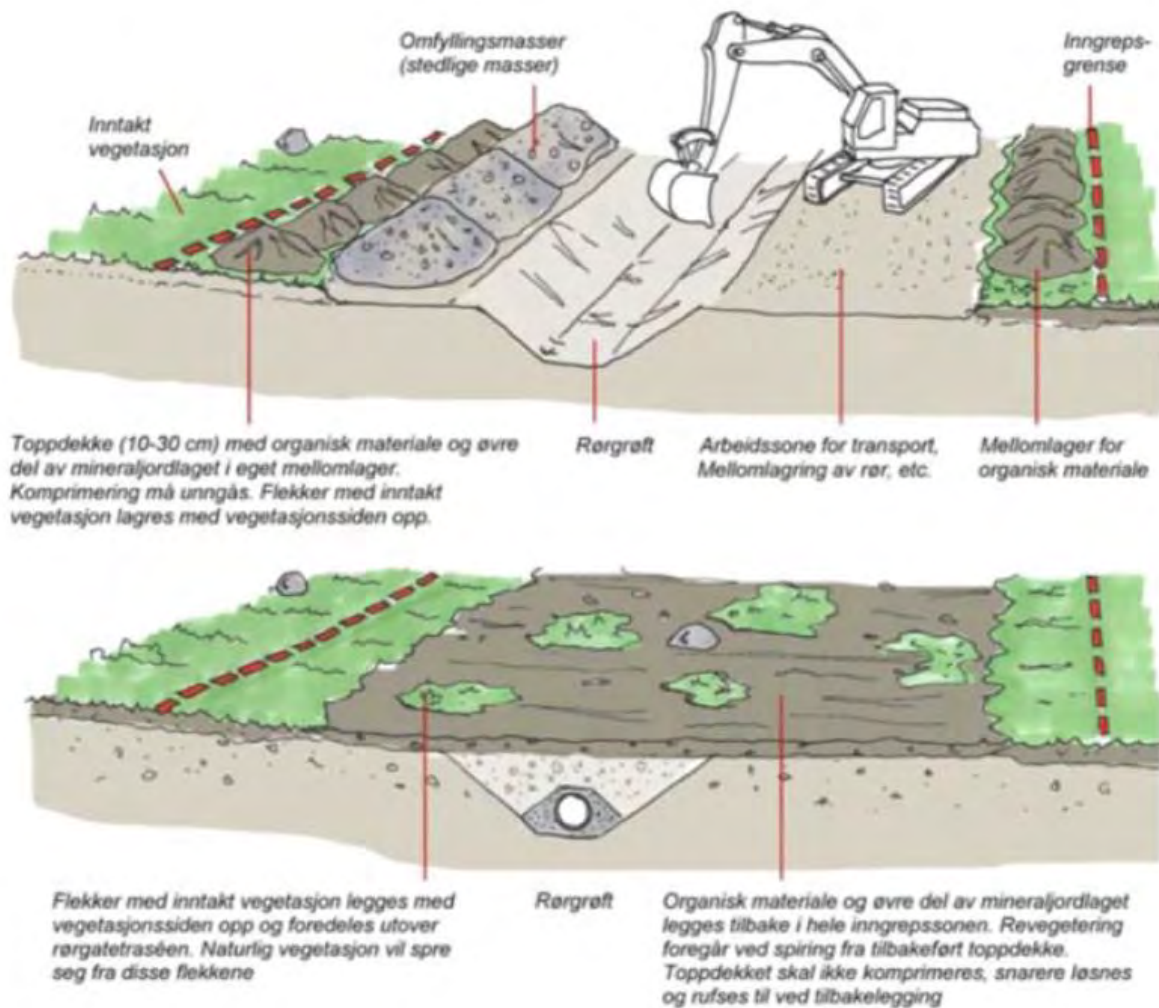 Omfyllingsmasser
(stedlige masser)
Inngreps-
grense
Inntakt
vegetasjon
Toppdekke (10-30 cm) med organisk materiale og øvre
del av mineraljordlaget i eget mellomlager.
Komprimering må unngås. Flekker med inntakt
vegetasjon lagres med vegetasjonssiden opp.
Rørgrøft
Arbeidssone for transport,
Mellomlagring av rør, etc.
Mellomlager for
organisk materiale
Flekker med inntakt vegetasjon legges med
vegetasjonssiden opp og foredeles utover
rørgatetraséen. Naturlig vegetasjon vil spre
seg fra disse flekkene
Rørgrøft
Organisk materiale og øvre del av mineraljordlaget
legges tilbake i hele inngrepssonen. Revegetering
foregår ved spiring fra tilbakeført toppdekke.
Toppdekket skal ikke komprimeres, snarere løsnes
og rufses til ved tilbakelegging